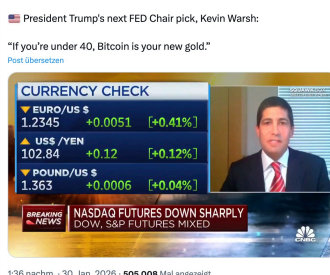 🇺🇸 President Trump's next FED Chair pick, Kevin Warsh:
“If you're under 40, Bitcoin is your new gold.”
Post übersetzen
CURRENCY CHECK
▼ EURO/US $
1.2345 +0.0051 [+0.41%]
▲ US$ /YEN
102.84 +0.12 [+0.12%]
▼ POUND/US $
1.363 +0.0006 [+0.04%]
BREAKING NEWS
NASDAQ FUTURES DOWN SHARPLY
DOW, S&P FUTURES MIXED
CNBC
1:36 nachm. · 30. Jan. 2026 · 505.008 Mal angezeigt